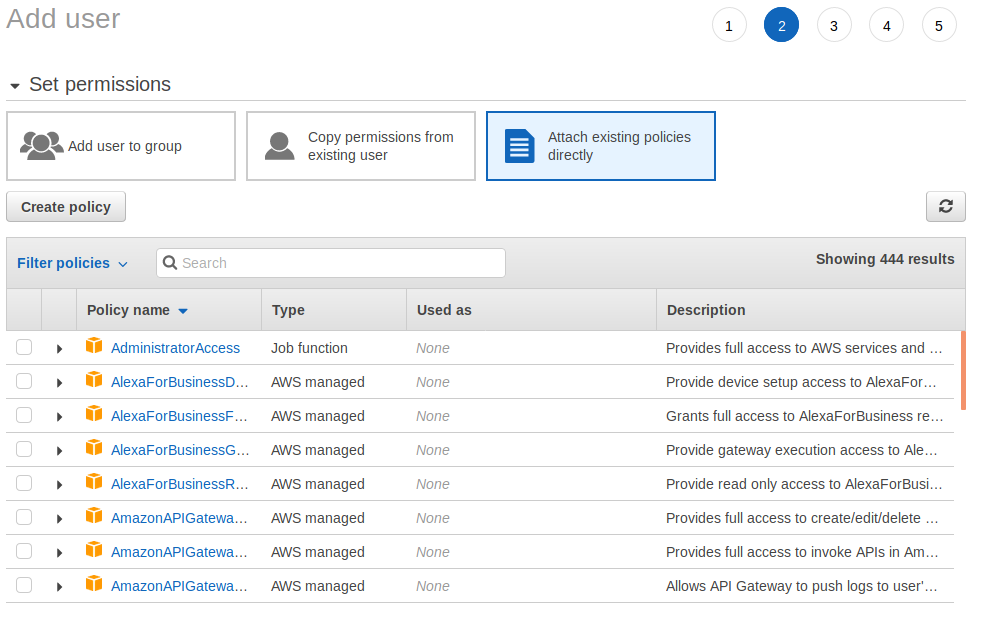 Add user
1 2 3 4 5
Set permissions
Add user to group
Copy permissions from
existing user
Attach existing policies
directly
Create policy
Filter policies
Search
Showing 444 results
Policy name Type Used as Description
AdministratorAccess Job function None Provides full access to AWS services and ...
AlexaForBusinessD... AWS managed None Provide device setup access to AlexaFor...
AlexaForBusinessF... AWS managed None Grants full access to AlexaForBusiness re...
AlexaForBusinessG... AWS managed None Provide gateway execution access to Ale...
AlexaForBusinessR... AWS managed None Provide read only access to AlexaForBusi...
AmazonAPIGatewa... AWS managed None Provides full access to create/edit/delete ...
AmazonAPIGatewa... AWS managed None Provides full access to invoke APIs in Am...
AmazonAPIGatewa... AWS managed None Allows API Gateway to push logs to user'...